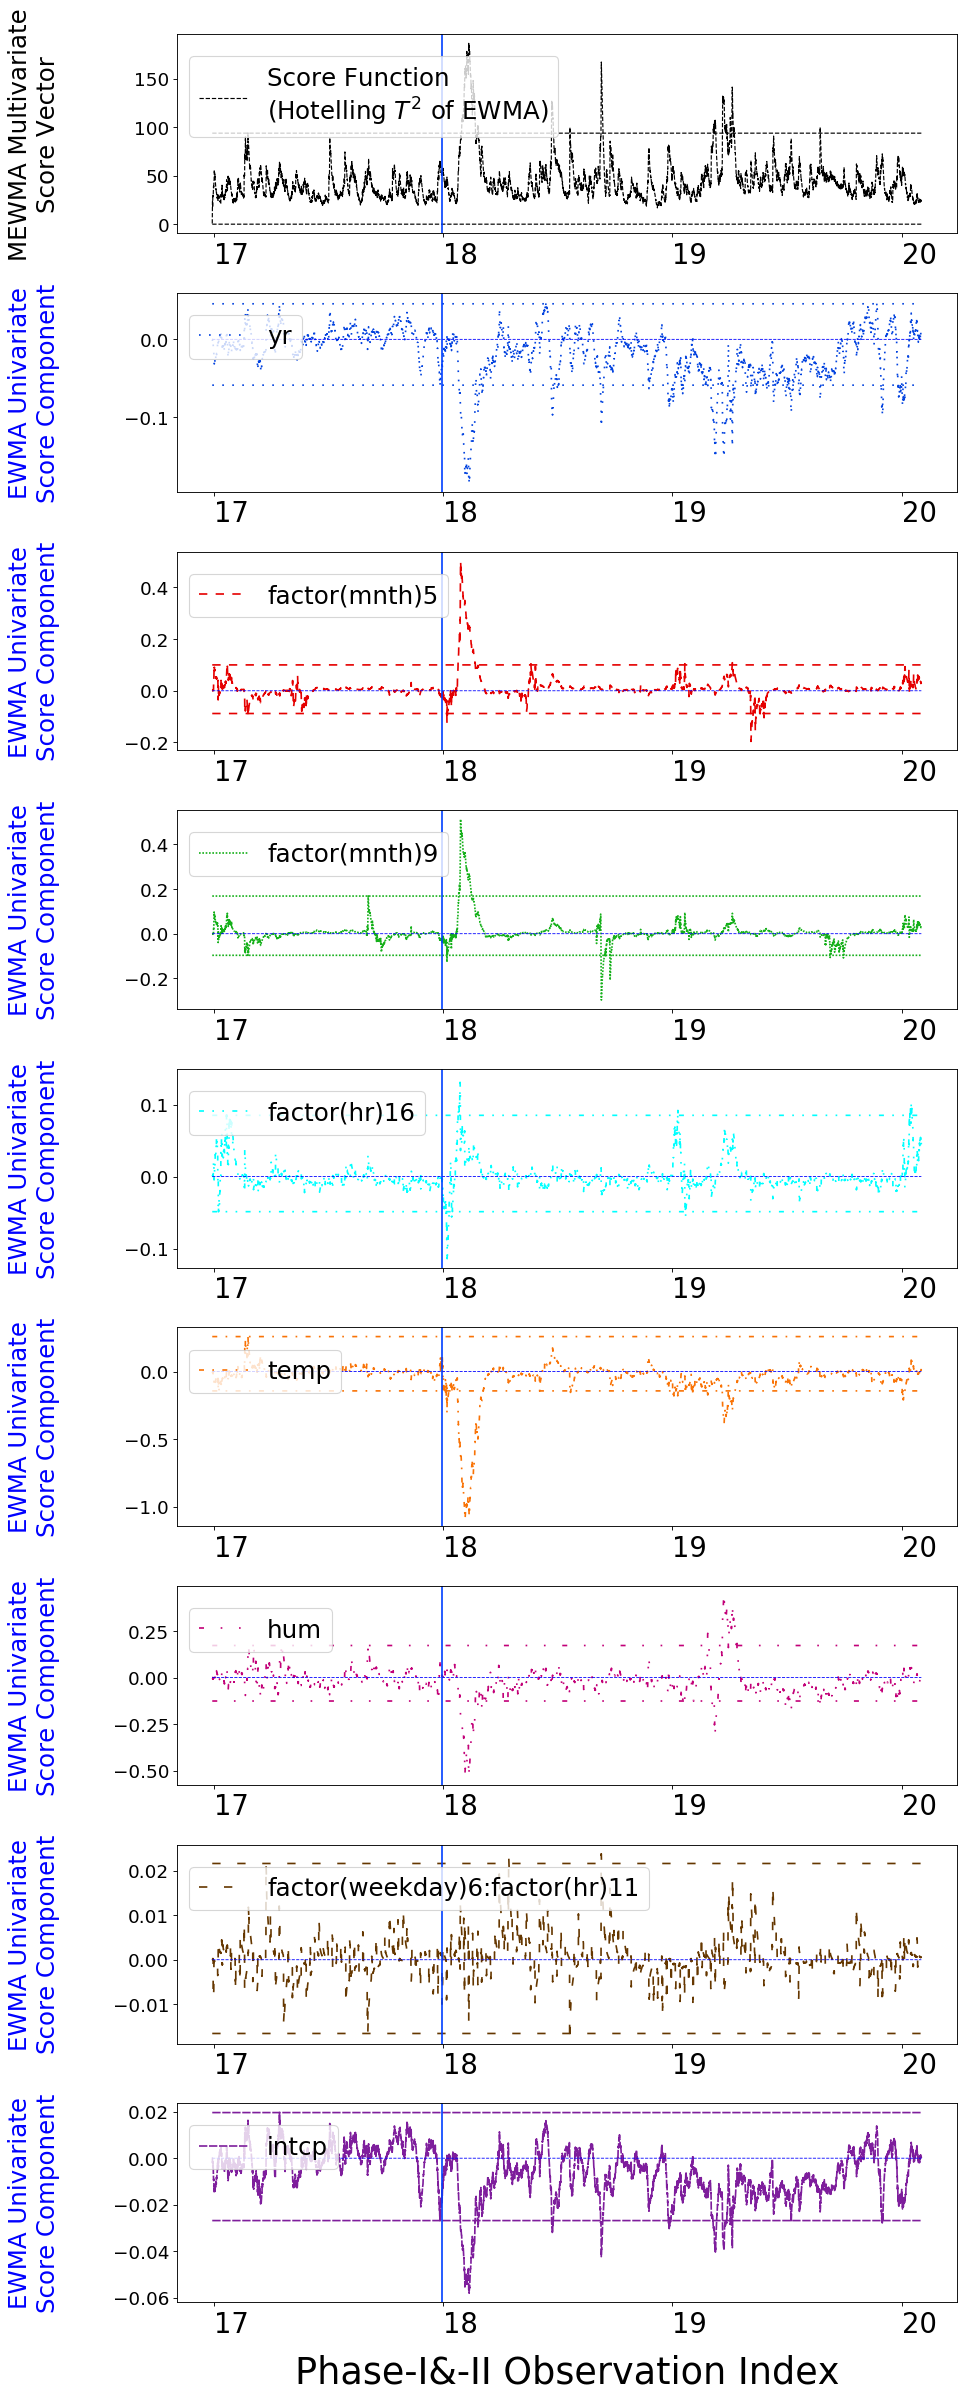 MEWMA Multivariate
Score Vector
Score Function
(Hotelling T² of EWMA)
150
100
50
0
17 18 19 20
EWMA Univariate
Score Component
yr
0.0
−0.1
17 18 19 20
EWMA Univariate
Score Component
factor(mnth)5
0.4
0.2
0.0
−0.2
17 18 19 20
EWMA Univariate
Score Component
factor(mnth)9
0.4
0.2
0.0
−0.2
17 18 19 20
EWMA Univariate
Score Component
factor(hr)16
0.1
0.0
−0.1
17 18 19 20
EWMA Univariate
Score Component
temp
0.0
−0.5
−1.0
17 18 19 20
EWMA Univariate
Score Component
hum
0.25
0.00
−0.25
−0.50
17 18 19 20
EWMA Univariate
Score Component
factor(weekday)6:factor(hr)11
0.02
0.01
0.00
−0.01
17 18 19 20
EWMA Univariate
Score Component
intcp
0.02
0.00
−0.02
−0.04
−0.06
17 18 19 20
Phase-I&-II Observation Index